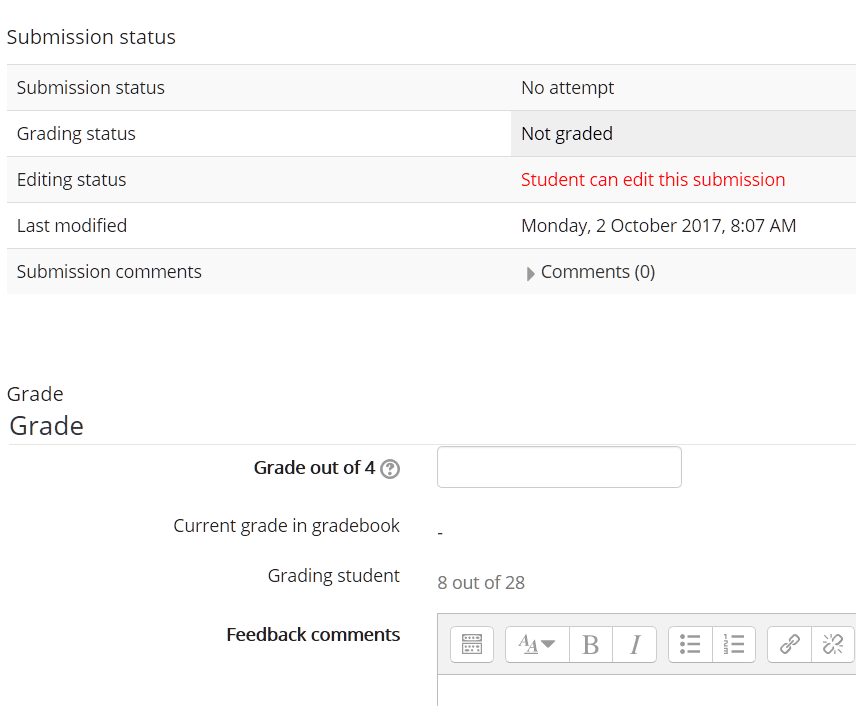 Submission status
Submission status No attempt
Grading status Not graded
Editing status Student can edit this submission
Last modified Monday, 2 October 2017, 8:07 AM
Submission comments Comments (0)
Grade
Grade
Grade out of 4 ?
Current grade in gradebook -
Grading student 8 out of 28
Feedback comments